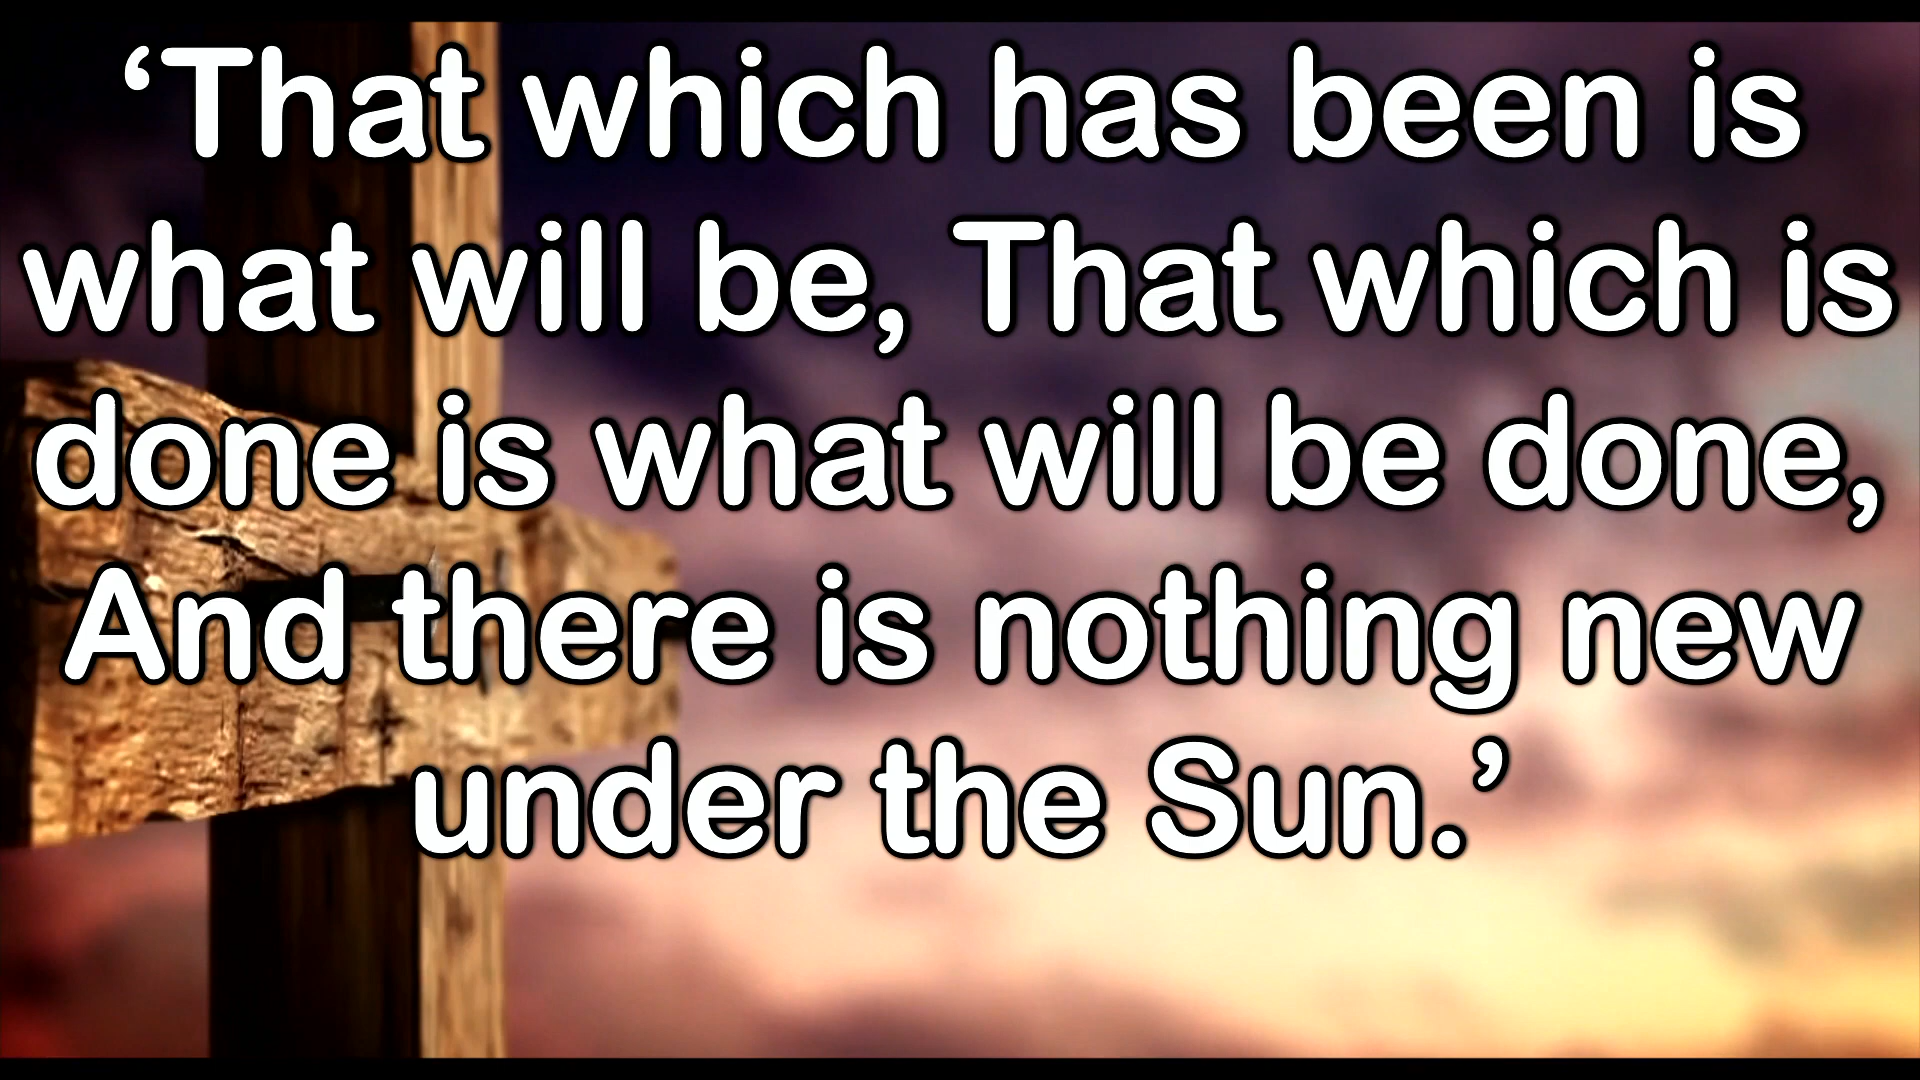 ‘That which has been is
what will be, That which is
done is what will be done,
And there is nothing new
under the Sun.’